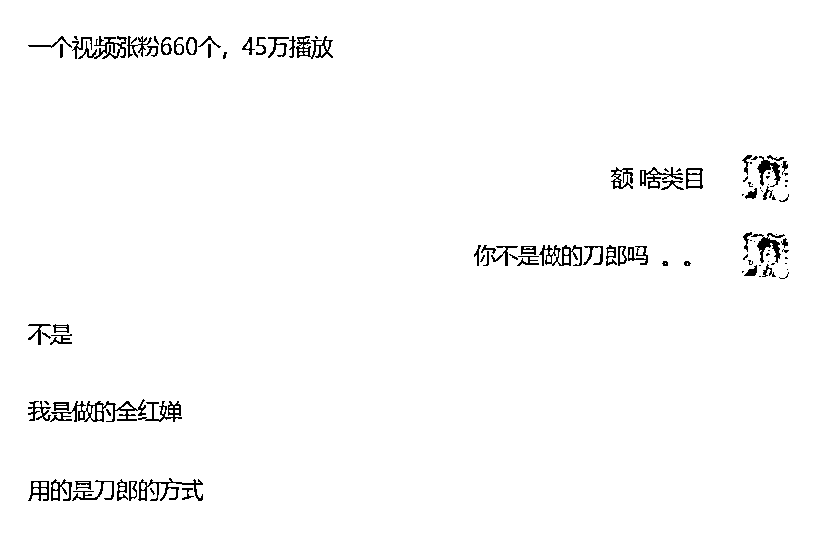 一个视频涨粉660个，45万播放
额 啥类目
你不是做的刀郎吗 。。
不是
我是做的全红婵
用的是刀郎的方式